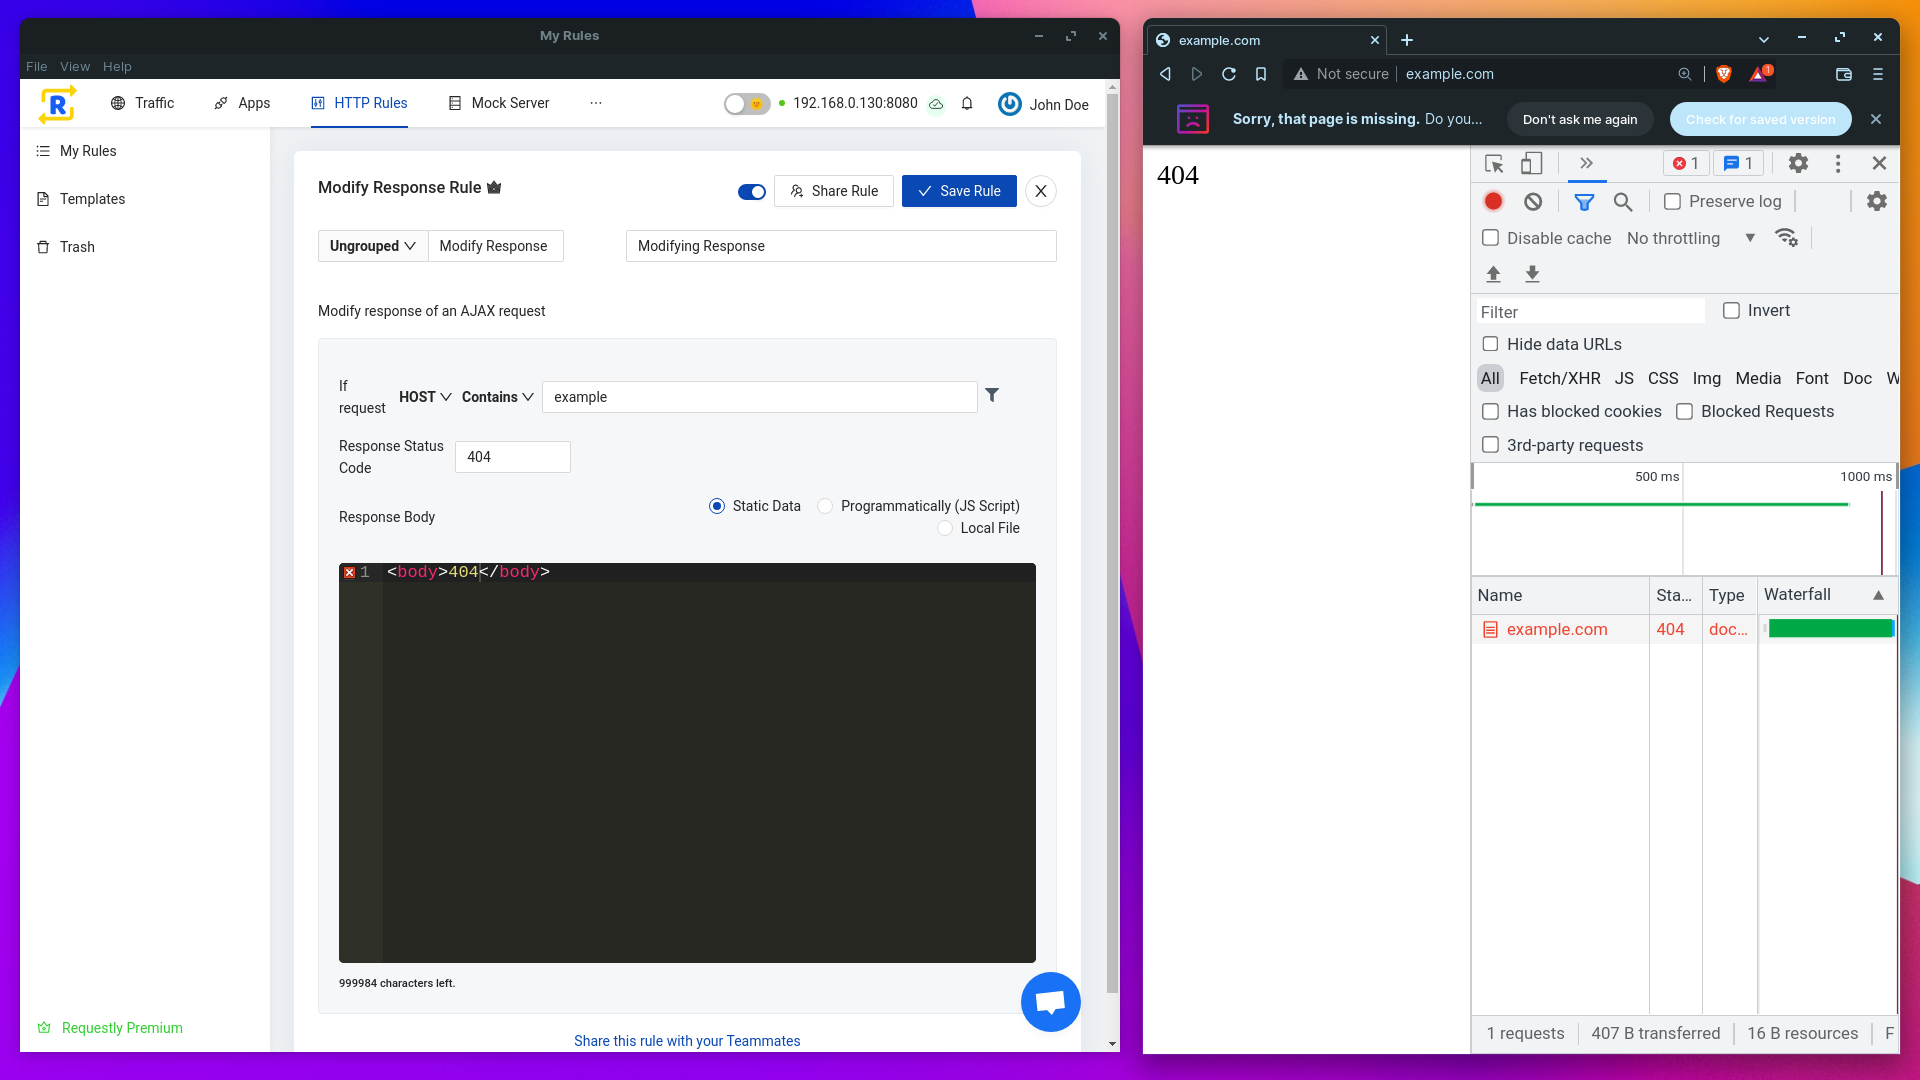 My Rules
File View Help
R Traffic Apps HTTP Rules Mock Server ··· 192.168.0.130:8080 John Doe
My Rules
Templates
Trash
Requestly Premium
Modify Response Rule Share Rule Save Rule X
Ungrouped Modify Response Modifying Response
Modify response of an AJAX request
If request HOST Contains example
Response Status Code 404
Response Body Static Data Programmatically (JS Script)
Local File
1 <body>404</body>
999984 characters left.
Share this rule with your Teammates
example.com
Not secure example.com 1
Sorry, that page is missing. Do you... Don't ask me again Check for saved version
404
1 1
Preserve log
Disable cache No throttling
Filter Invert
Hide data URLs
All Fetch/XHR JS CSS Img Media Font Doc W
Has blocked cookies Blocked Requests
3rd-party requests
500 ms 1000 ms
Name Sta... Type Waterfall
example.com 404 doc...
1 requests 407 B transferred 16 B resources F